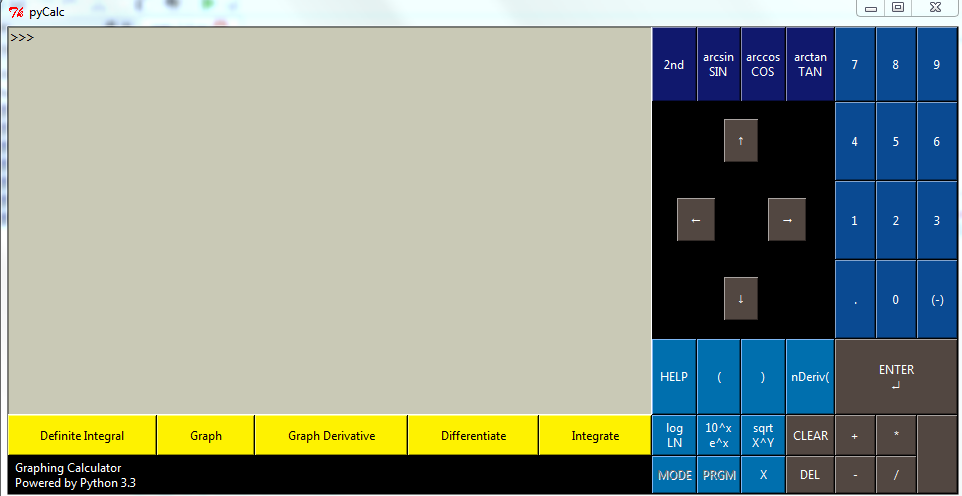 pyCalc
>>>
2nd
arcsin
SIN
arccos
COS
arctan
TAN
7
8
9
↑
4
5
6
←
→
1
2
3
↓
.
0
(-)
HELP
(
)
nDeriv(
ENTER
↵
Definite Integral
Graph
Graph Derivative
Differentiate
Integrate
log
LN
10^x
e^x
sqrt
X^Y
CLEAR
+
*
Graphing Calculator
Powered by Python 3.3
MODE
PRGM
X
DEL
-
/